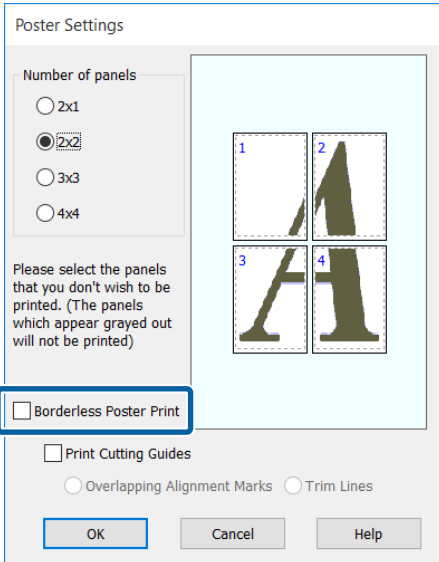 Poster Settings
Number of panels
2x1
2x2
3x3
4x4
1
2
3
4
Please select the panels
that you don't wish to be
printed. (The panels
which appear grayed out
will not be printed)
Borderless Poster Print
Print Cutting Guides
Overlapping Alignment Marks Trim Lines
OK Cancel Help